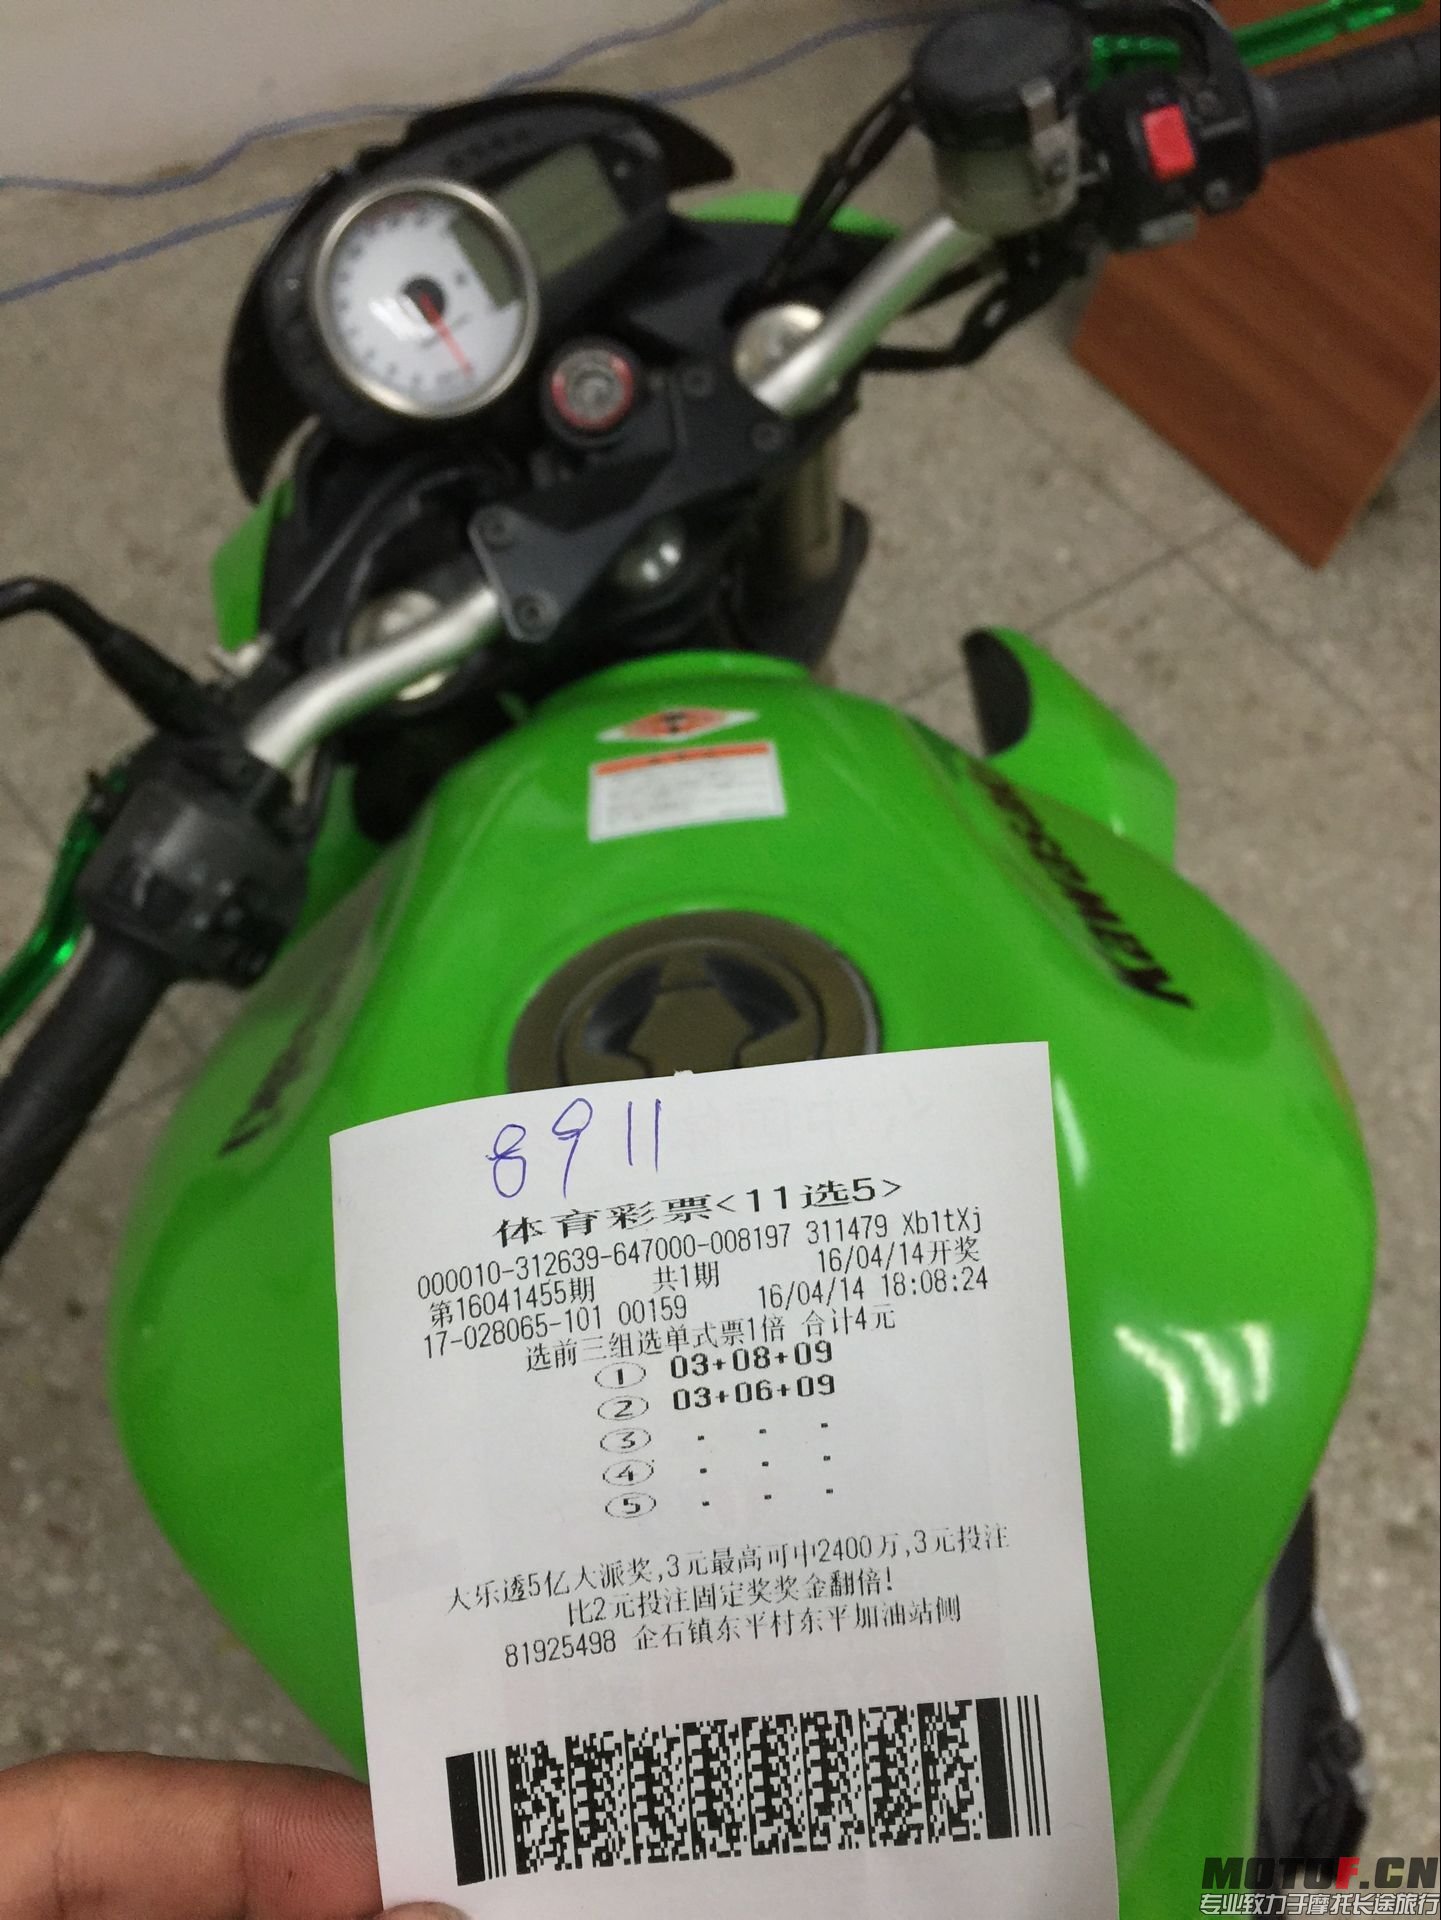 Kawasaki
8911
体育彩票<11选5>
000010-312639-647000-008197 311479 Xb1tXj
第16041455期 共1期 16/04/14开奖
17-028065-101 00159 16/04/14 18:08:24
选前三组选单式票1倍 合计4元
① 03+08+09
② 03+06+09
③ - - -
④ - - -
⑤ - - -
大乐透5亿大派奖,3元最高可中2400万,3元投注
比2元投注固定奖奖金翻倍!
81925498 企石镇东平村东平加油站侧
MOTOF.CN
专业致力于摩托长途旅行